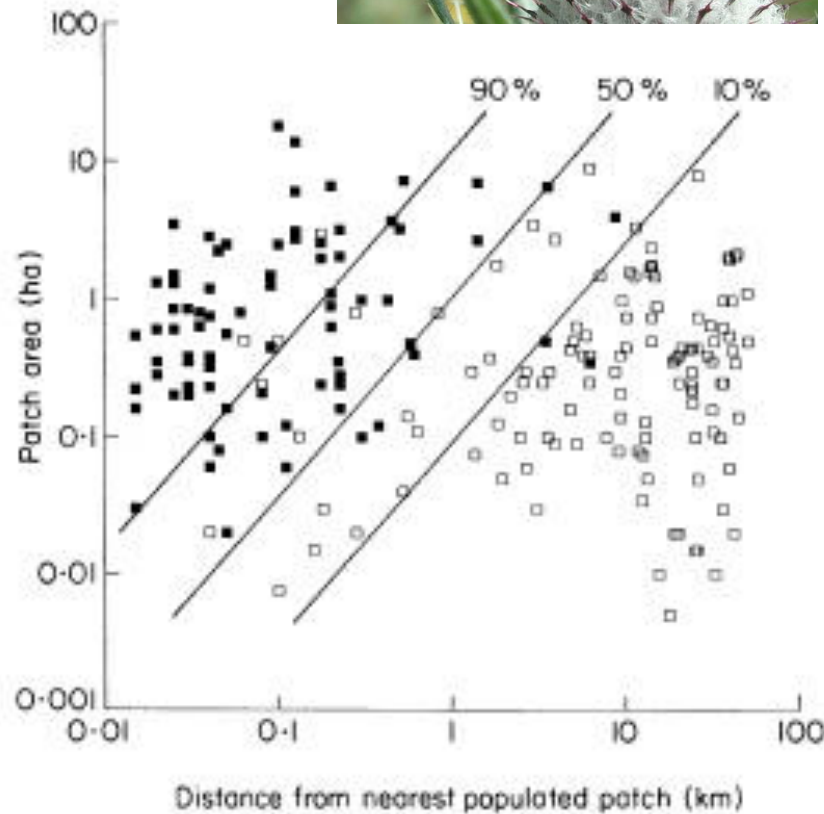 100
90% 50% 10%
10
1
0·1
0·01
0·001
Patch area (ha)
0·01 0·1 1 10 100
Distance from nearest populated patch (km)